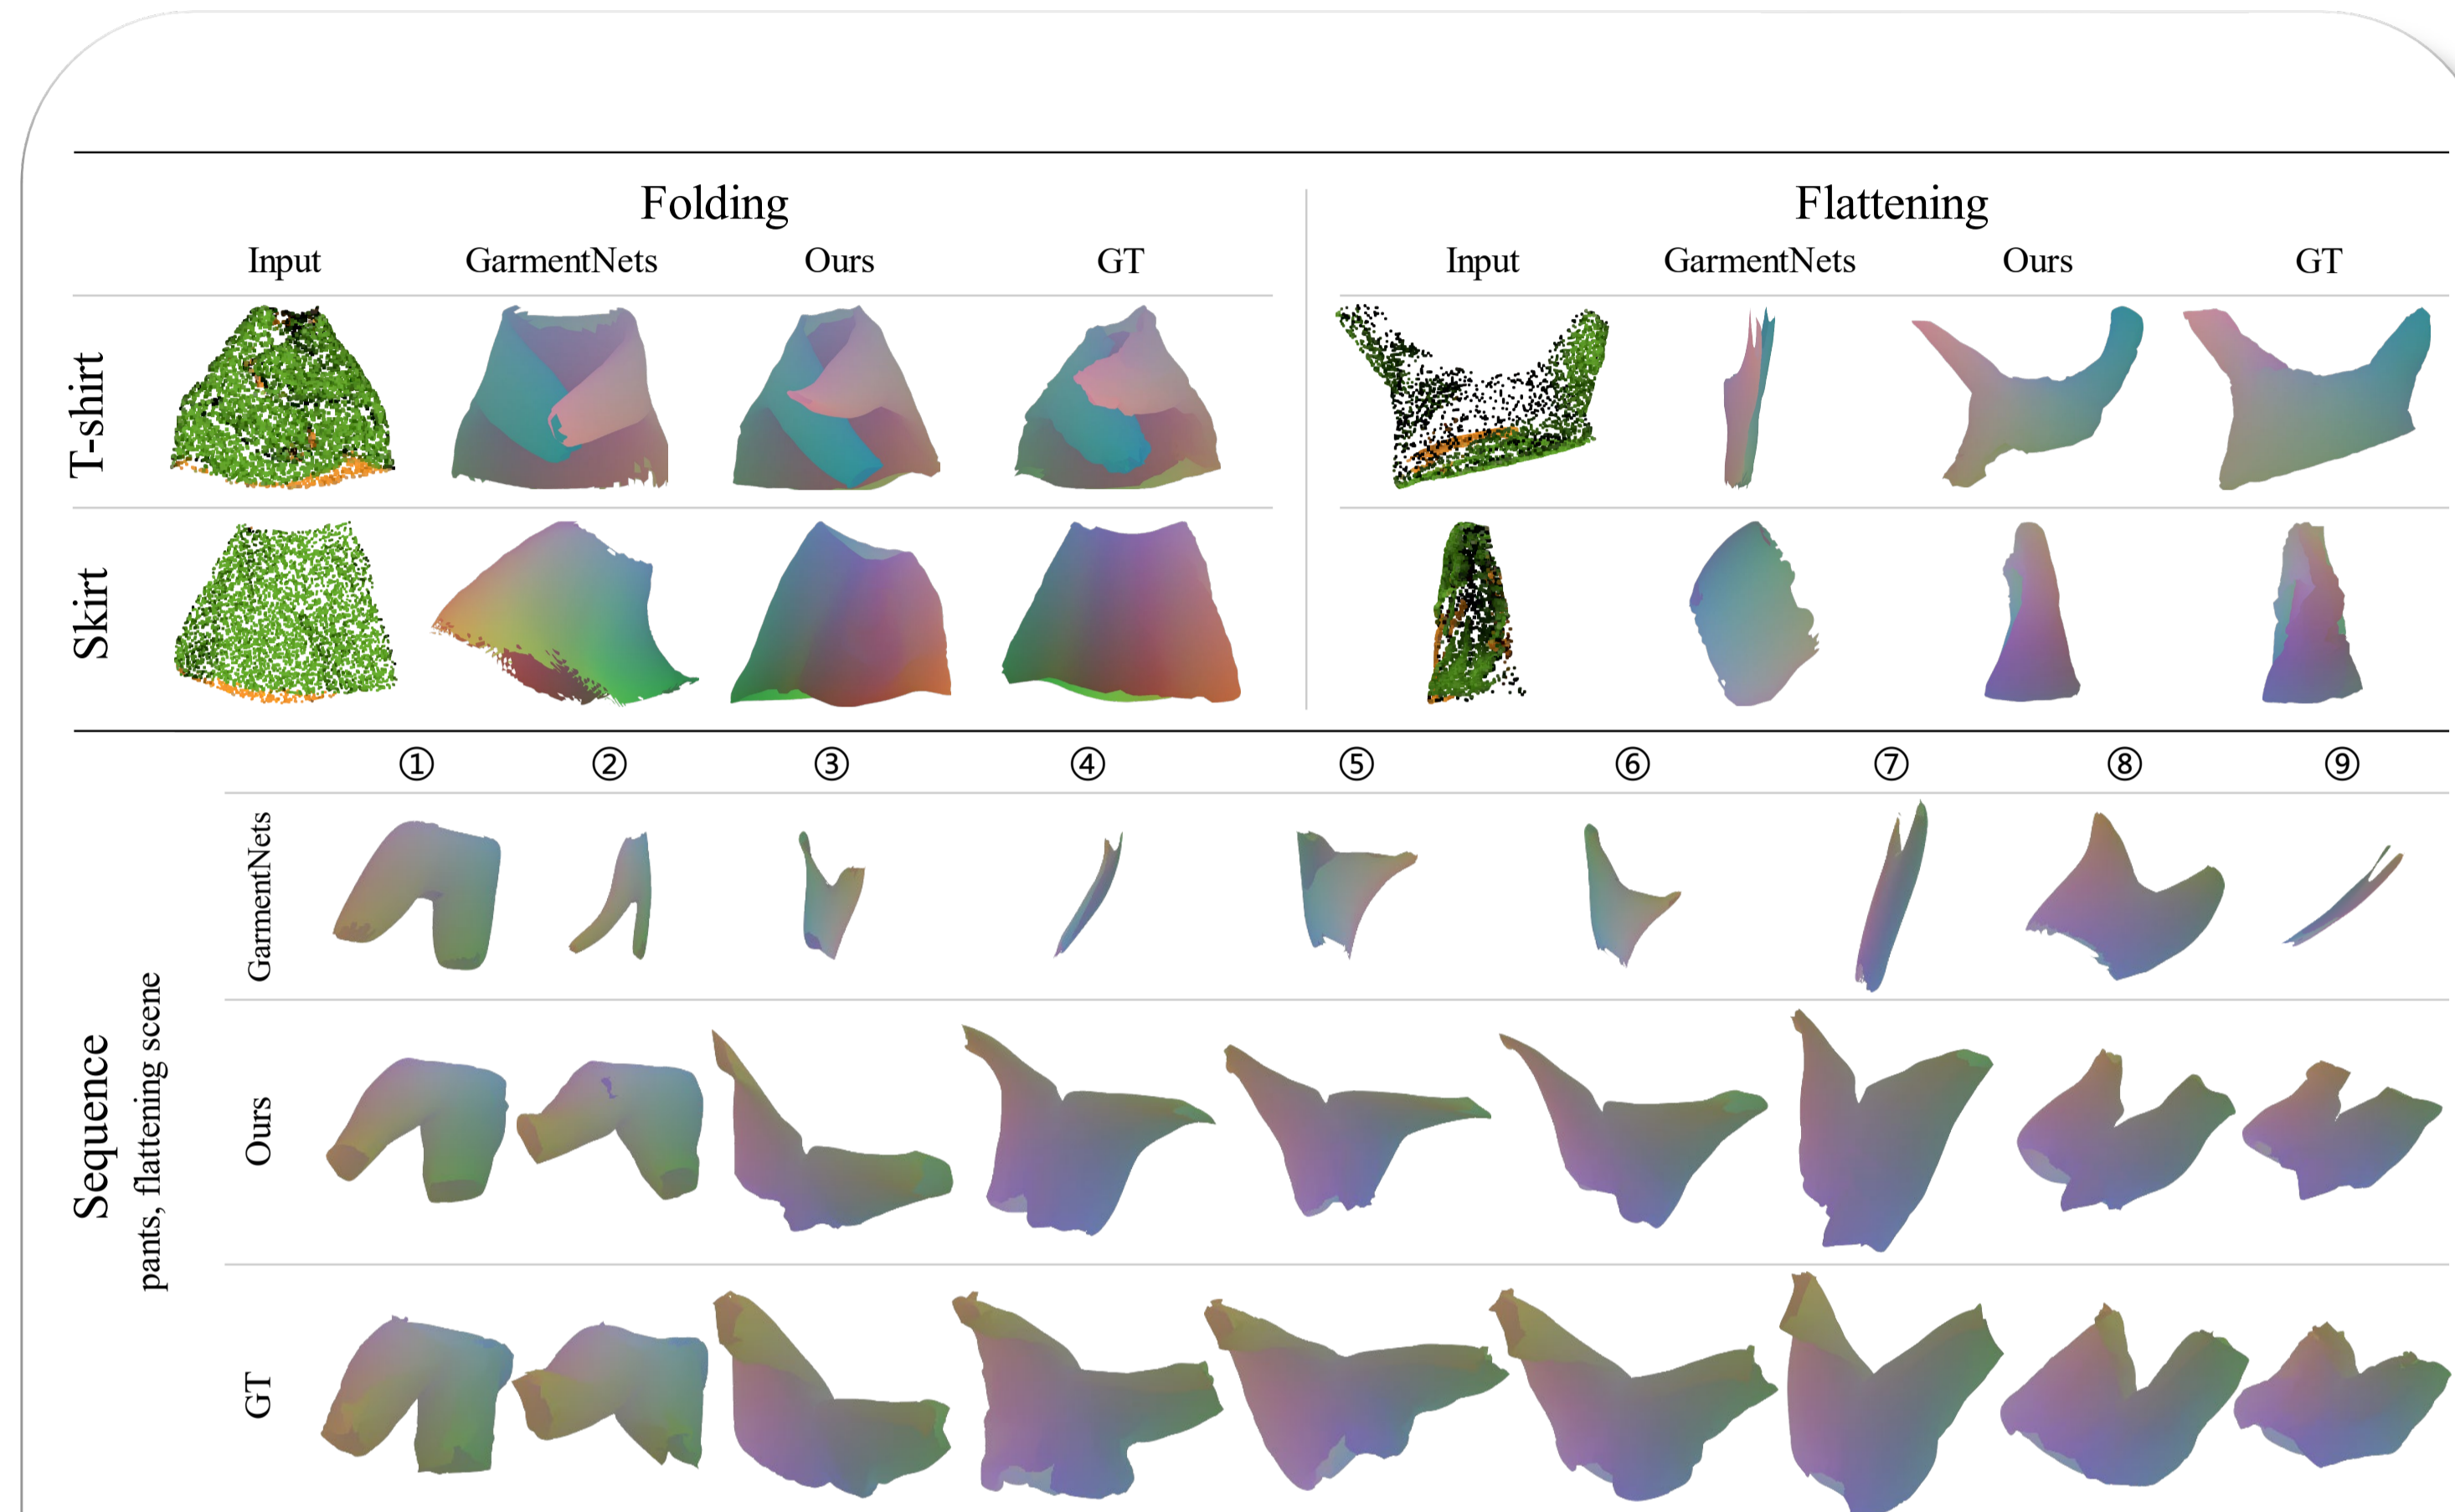 Folding
Flattening
Input GarmentNets Ours GT
Input GarmentNets Ours GT
T-shirt
Skirt
① ② ③ ④ ⑤ ⑥ ⑦ ⑧ ⑨
Sequence
pants, flattening scene
GarmentNets
Ours
GT